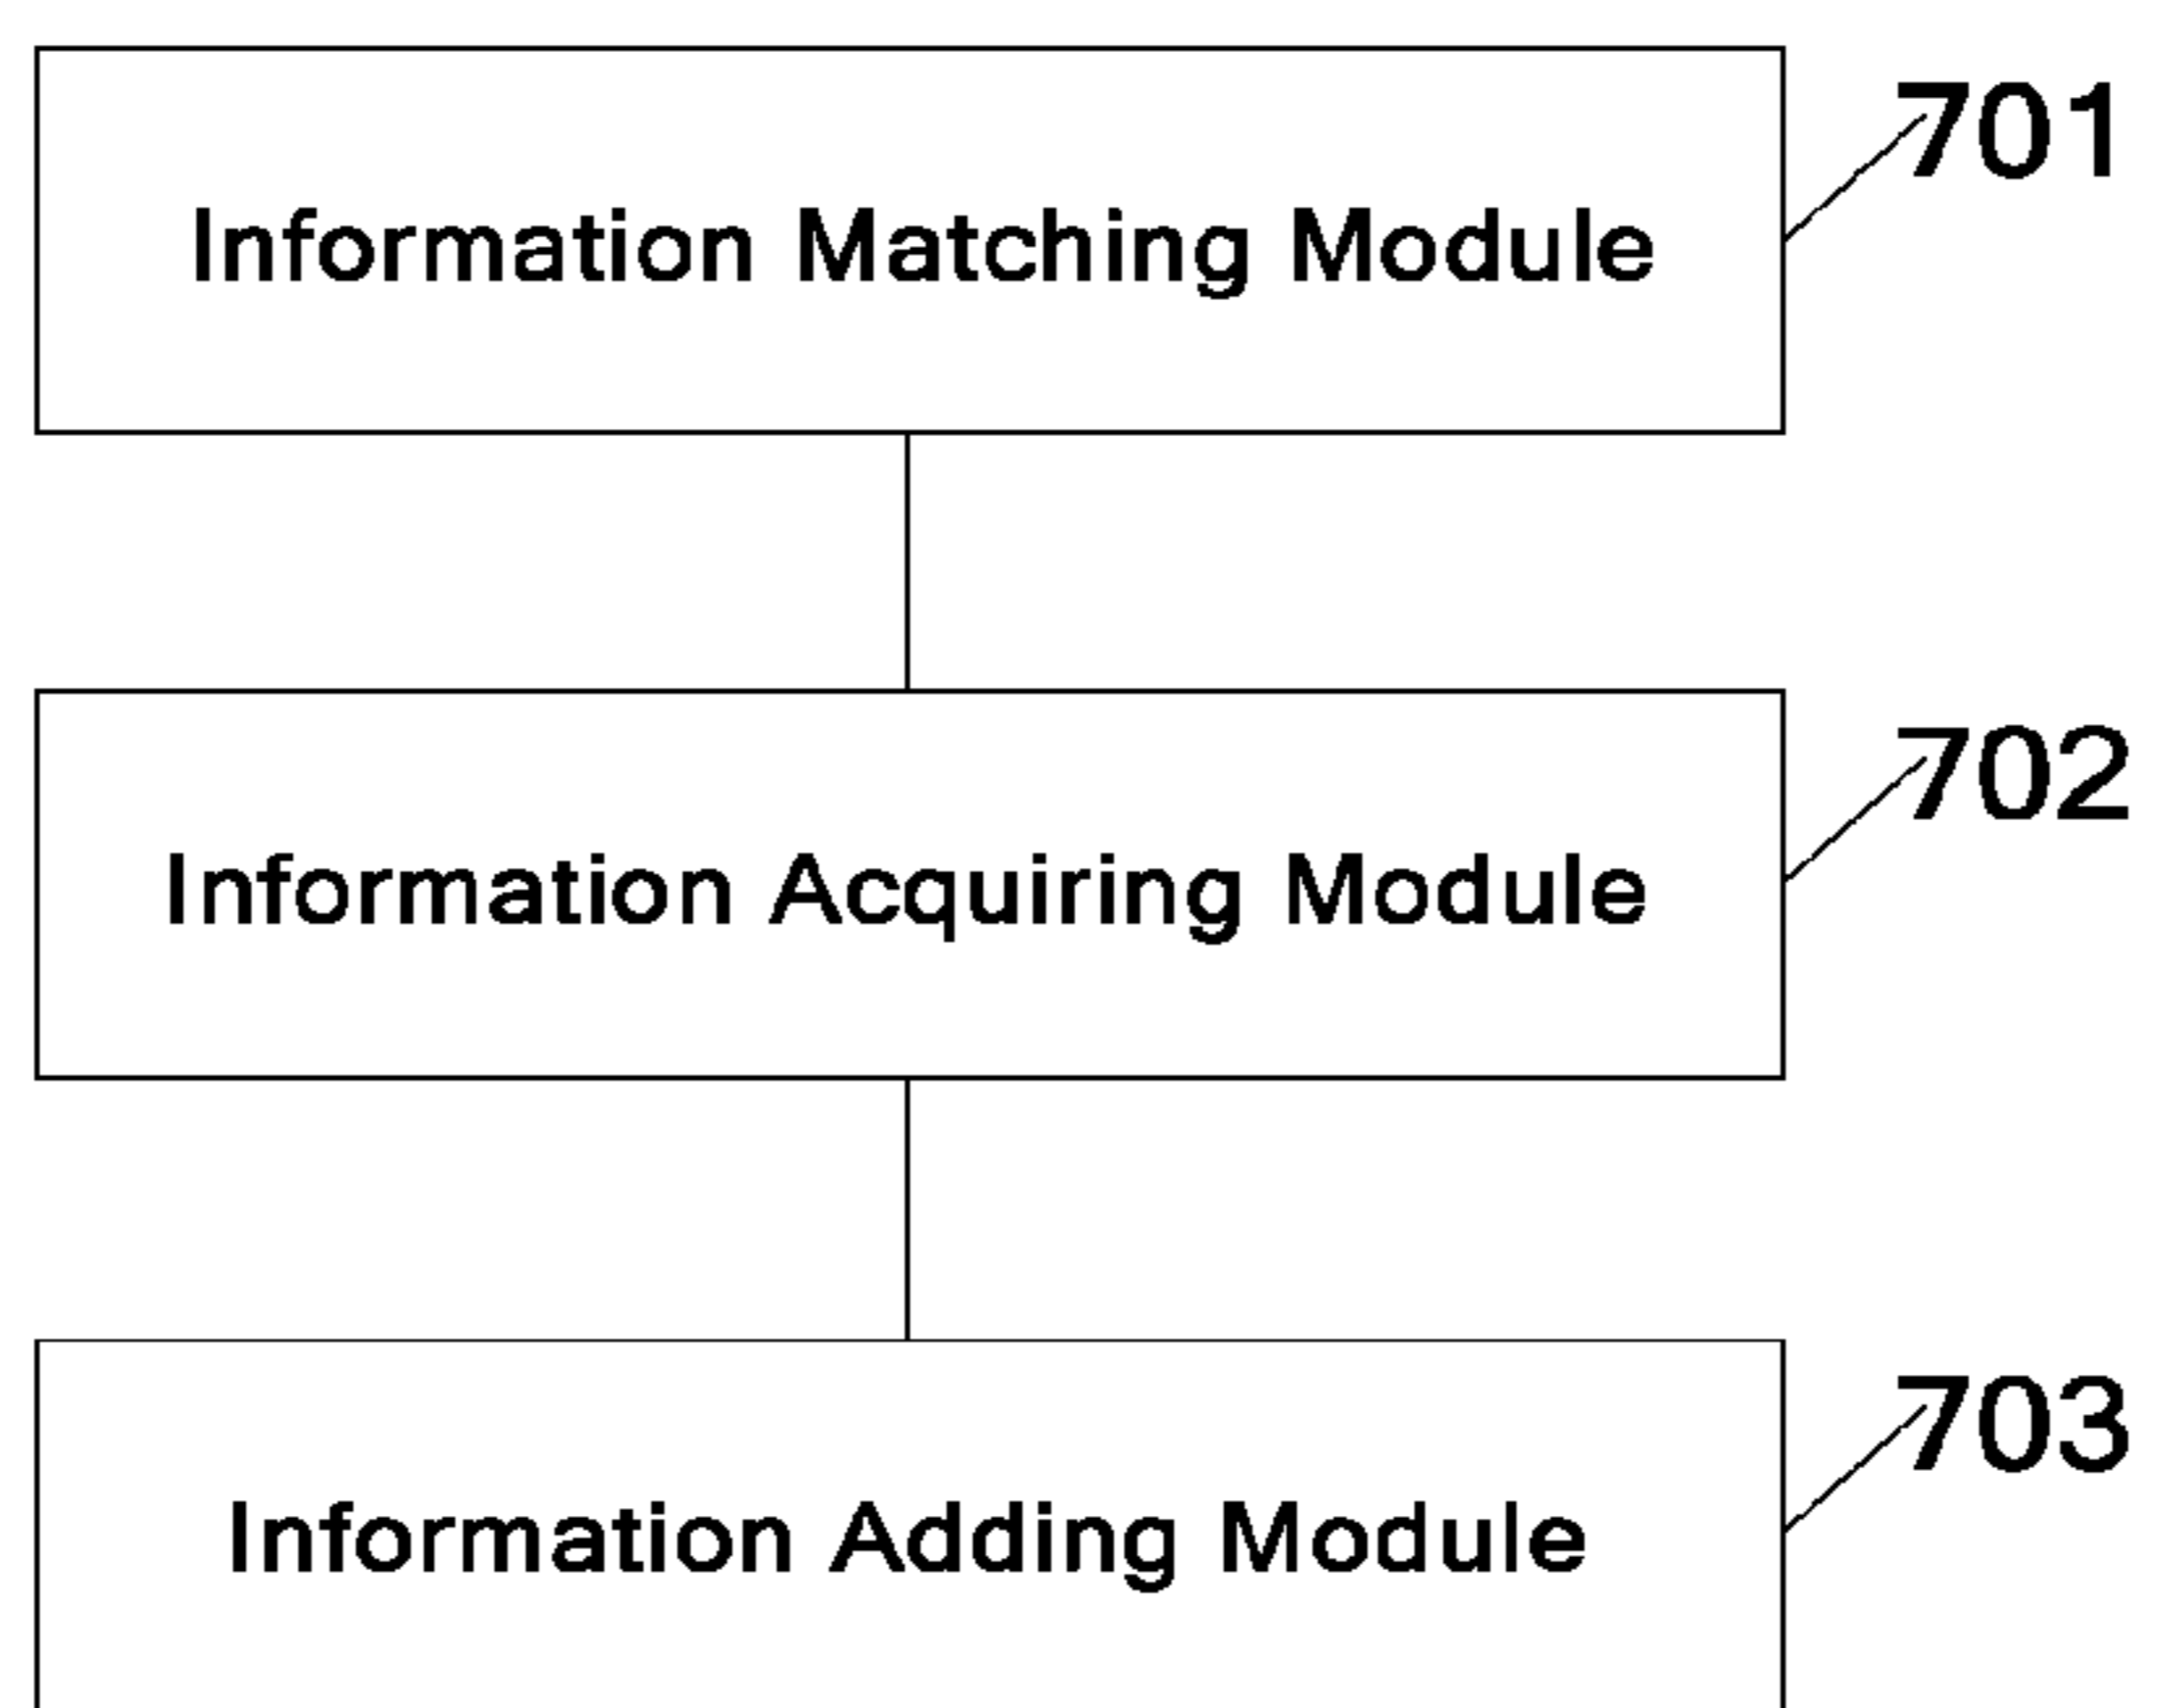 701
Information Matching Module
702
Information Acquiring Module
703
Information Adding Module